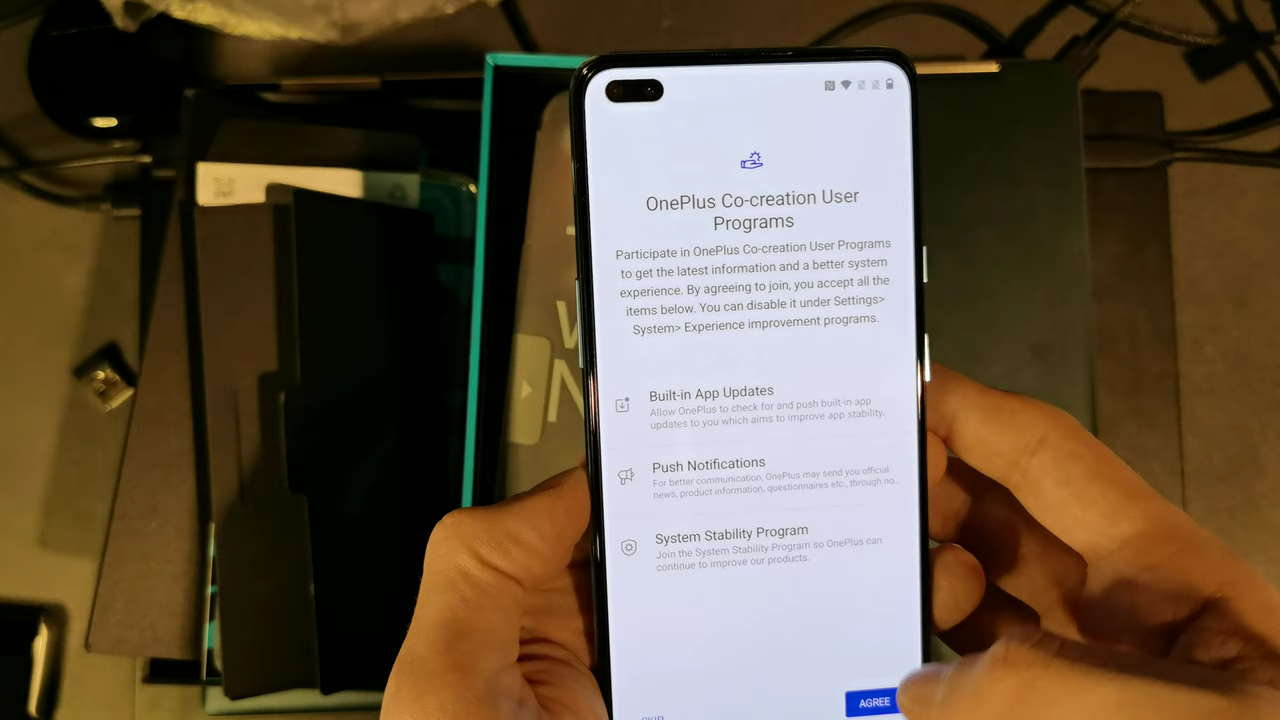 OnePlus Co-creation User
Programs
Participate in OnePlus Co-creation User Programs
to get the latest information and a better system
experience. By agreeing to join, you accept all the
items below. You can disable it under Settings>
System> Experience improvement programs.
Built-in App Updates
Allow OnePlus to check for and push built-in app
updates to you which aims to improve app stability.
Push Notifications
For better communication, OnePlus may send you official
news, product information, questionnaires etc., through no..
System Stability Program
Join the System Stability Program so OnePlus can
continue to improve our products.
SKIP
AGREE